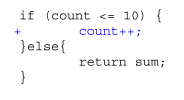 if (count <= 10) {
+ count++;
}else{
return sum;
}